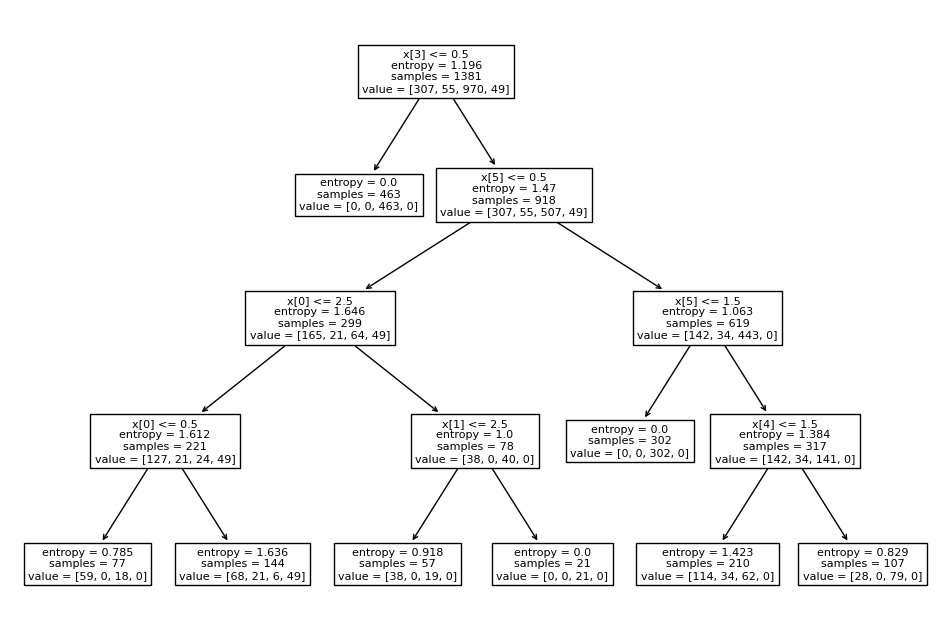 x[3] <= 0.5
entropy = 1.196
samples = 1381
value = [307, 55, 970, 49]
entropy = 0.0
samples = 463
value = [0, 0, 463, 0]
x[5] <= 0.5
entropy = 1.47
samples = 918
value = [307, 55, 507, 49]
x[0] <= 2.5
entropy = 1.646
samples = 299
value = [165, 21, 64, 49]
x[5] <= 1.5
entropy = 1.063
samples = 619
value = [142, 34, 443, 0]
x[0] <= 0.5
entropy = 1.612
samples = 221
value = [127, 21, 24, 49]
x[1] <= 2.5
entropy = 1.0
samples = 78
value = [38, 0, 40, 0]
entropy = 0.0
samples = 302
value = [0, 0, 302, 0]
x[4] <= 1.5
entropy = 1.384
samples = 317
value = [142, 34, 141, 0]
entropy = 0.785
samples = 77
value = [59, 0, 18, 0]
entropy = 1.636
samples = 144
value = [68, 21, 6, 49]
entropy = 0.918
samples = 57
value = [38, 0, 19, 0]
entropy = 0.0
samples = 21
value = [0, 0, 21, 0]
entropy = 1.423
samples = 210
value = [114, 34, 62, 0]
entropy = 0.829
samples = 107
value = [28, 0, 79, 0]